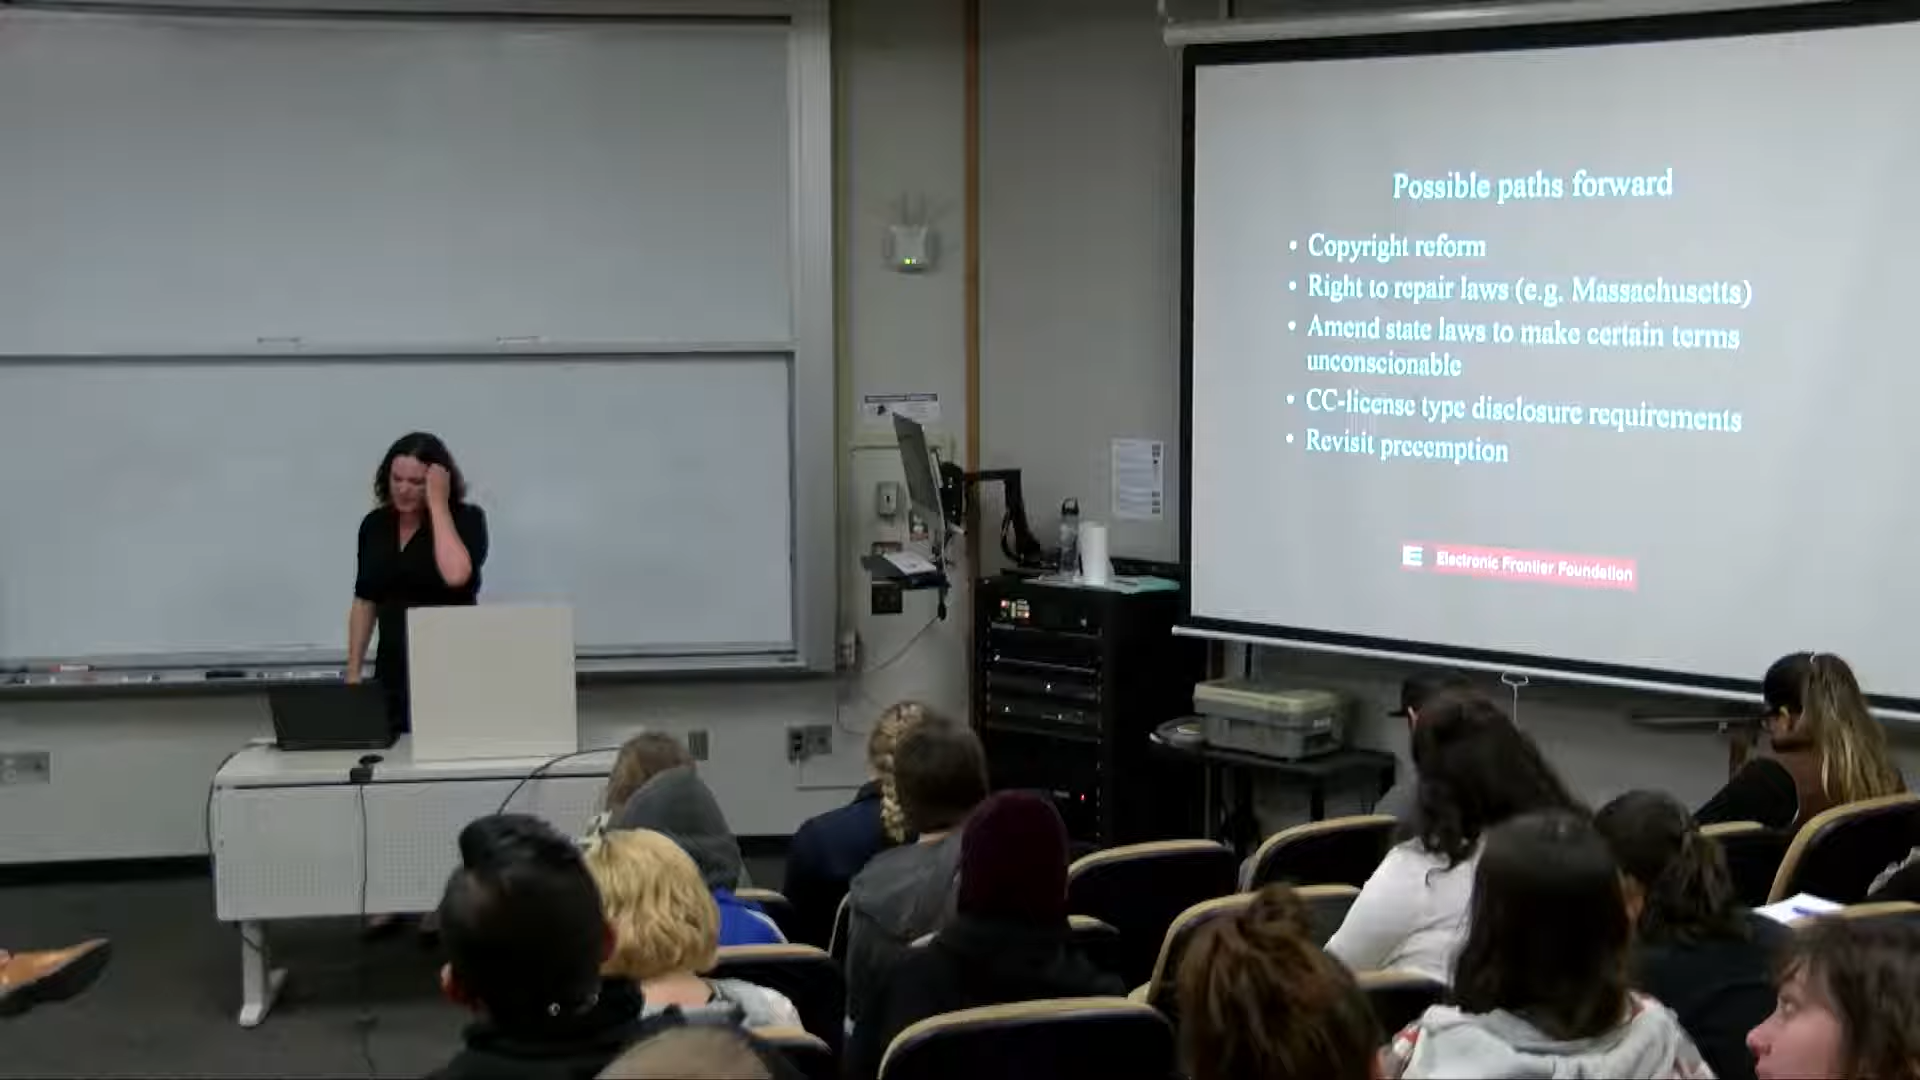 Possible paths forward
• Copyright reform
• Right to repair laws (e.g. Massachusetts)
• Amend state laws to make certain terms
unconscionable
• CC-license type disclosure requirements
• Revisit preemption
Electronic Frontier Foundation